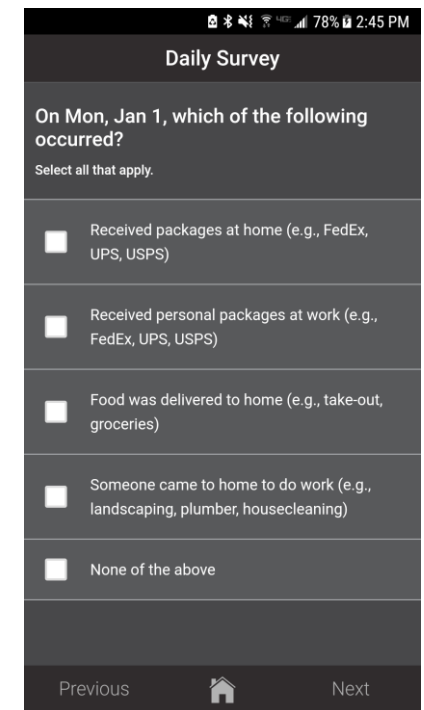 4G 78% 2:45 PM
Daily Survey
On Mon, Jan 1, which of the following
occurred?
Select all that apply.
Received packages at home (e.g., FedEx,
UPS, USPS)
Received personal packages at work (e.g.,
FedEx, UPS, USPS)
Food was delivered to home (e.g., take-out,
groceries)
Someone came to home to do work (e.g.,
landscaping, plumber, housecleaning)
None of the above
Previous
Next